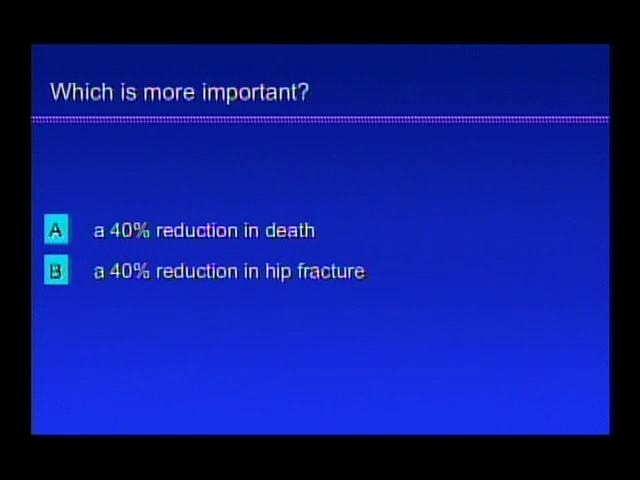 Which is more important?
A a 40% reduction in death
B a 40% reduction in hip fracture